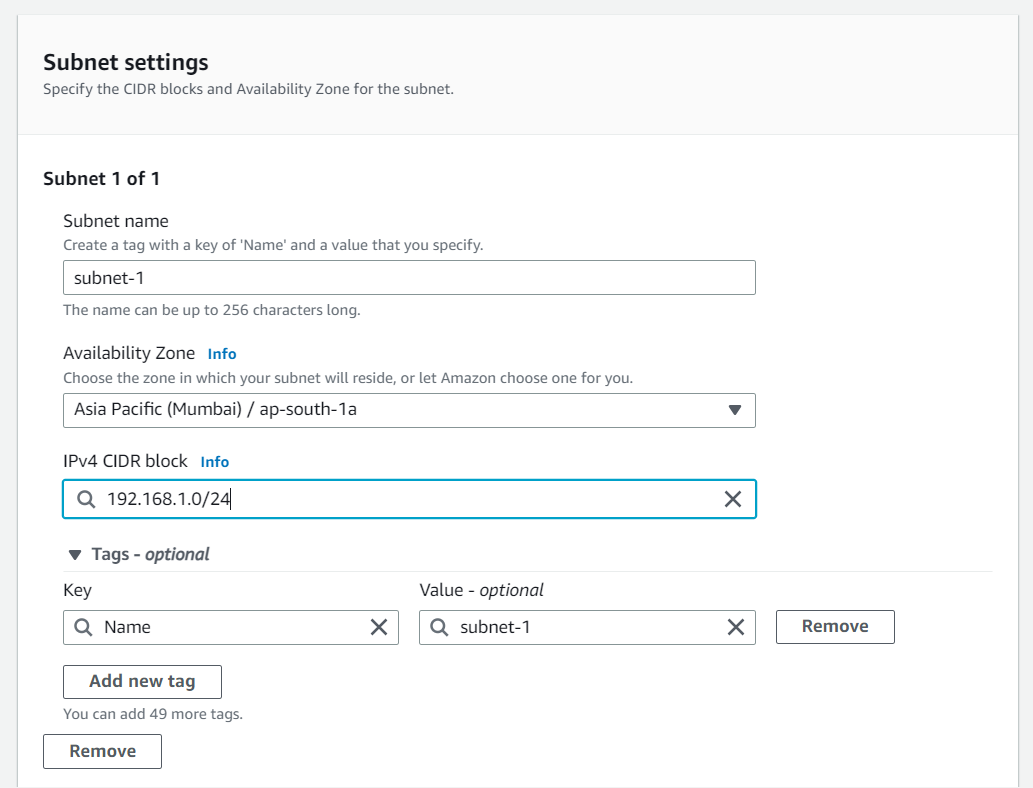 Subnet settings
Specify the CIDR blocks and Availability Zone for the subnet.
Subnet 1 of 1
Subnet name
Create a tag with a key of 'Name' and a value that you specify.
subnet-1
The name can be up to 256 characters long.
Availability Zone Info
Choose the zone in which your subnet will reside, or let Amazon choose one for you.
Asia Pacific (Mumbai) / ap-south-1a
IPv4 CIDR block Info
192.168.1.0/24
Tags - optional
Key Value - optional
Name subnet-1 Remove
Add new tag
You can add 49 more tags.
Remove